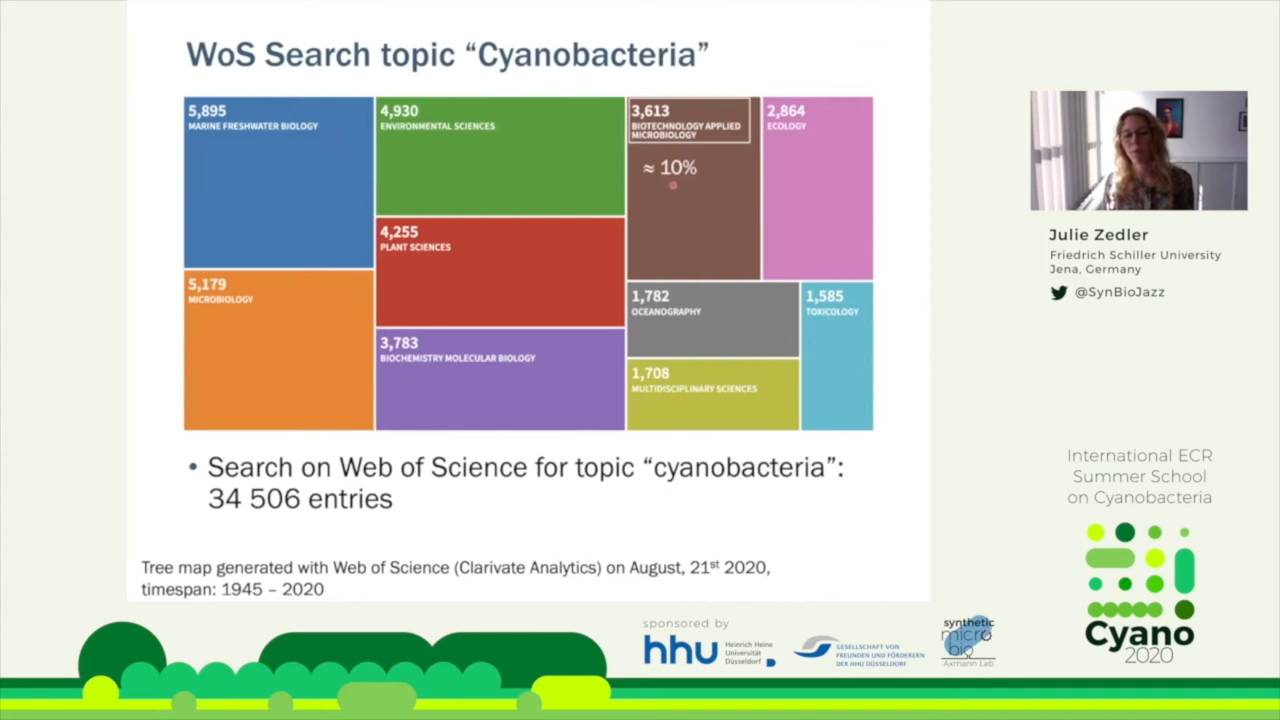 WoS Search topic “Cyanobacteria”
5,895
MARINE FRESHWATER BIOLOGY
4,930
ENVIRONMENTAL SCIENCES
3,613
BIOTECHNOLOGY APPLIED
MICROBIOLOGY
≈ 10%
2,864
ECOLOGY
4,255
PLANT SCIENCES
5,179
MICROBIOLOGY
1,782
OCEANOGRAPHY
1,585
TOXICOLOGY
3,783
BIOCHEMISTRY MOLECULAR BIOLOGY
1,708
MULTIDISCIPLINARY SCIENCES
• Search on Web of Science for topic “cyanobacteria”:
34 506 entries
Tree map generated with Web of Science (Clarivate Analytics) on August, 21st 2020,
timespan: 1945 – 2020
Julie Zedler
Friedrich Schiller University
Jena, Germany
@SynBioJazz
International ECR
Summer School
on Cyanobacteria
Cyano
2020
sponsored by
hhu
Heinrich Heine
Universität
Düsseldorf
GESELLSCHAFT VON
FREUNDEN UND FÖRDERERN
DER HHU DÜSSELDORF
synthetic
micro
bio
Axmann Lab